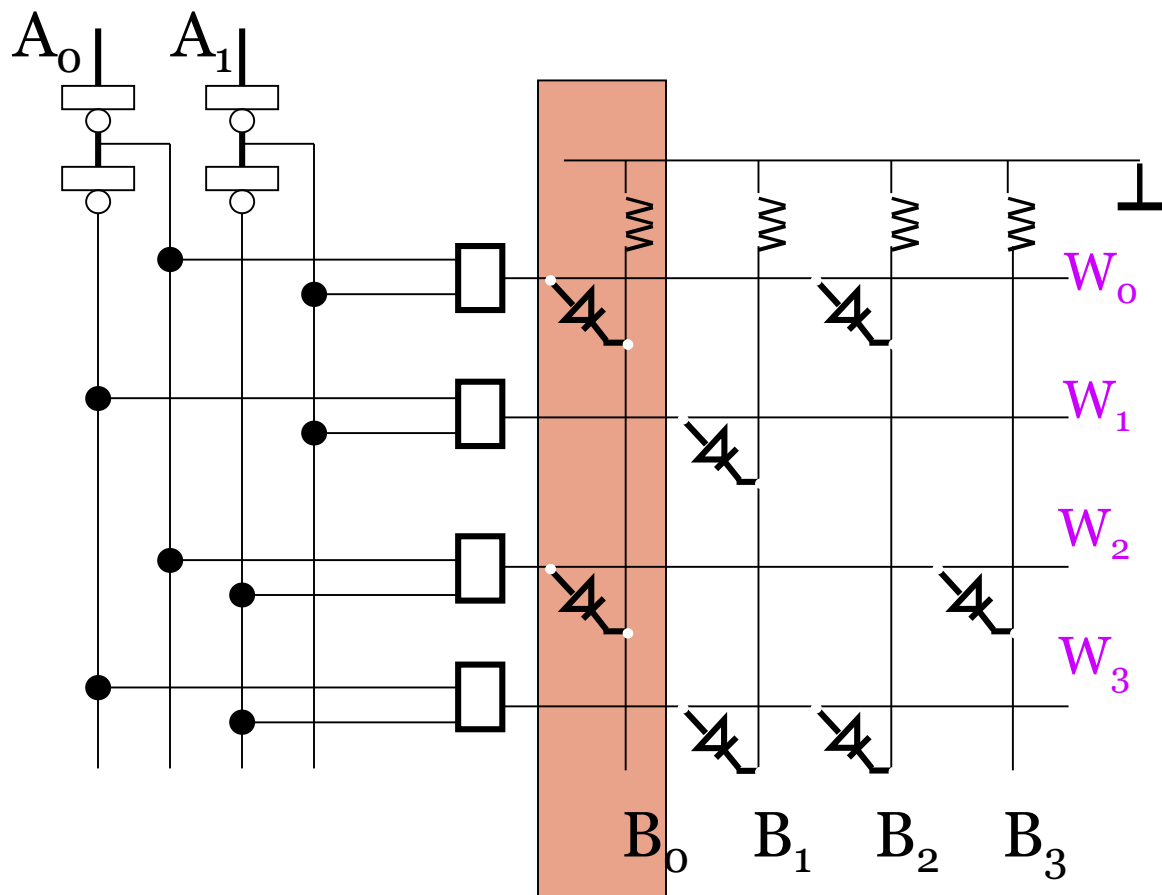 A₀ A₁
W₀
W₁
W₂
W₃
B₀ B₁ B₂ B₃